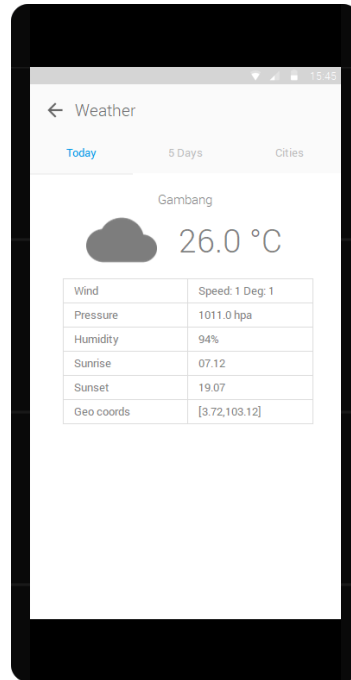 15:45
Weather
Today 5 Days Cities
Gambang
26.0 °C
Wind Speed: 1 Deg: 1
Pressure 1011.0 hpa
Humidity 94%
Sunrise 07.12
Sunset 19.07
Geo coords [3.72,103.12]